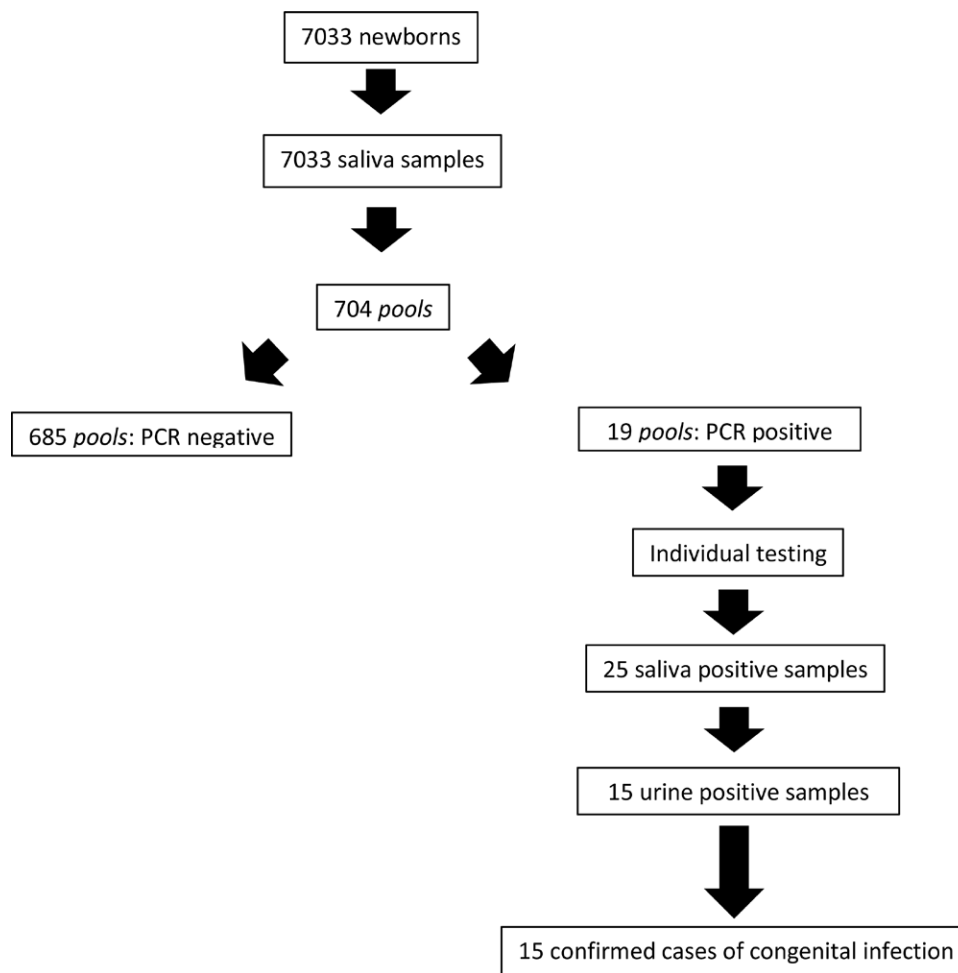 7033 newborns
7033 saliva samples
704 pools
685 pools: PCR negative
19 pools: PCR positive
Individual testing
25 saliva positive samples
15 urine positive samples
15 confirmed cases of congenital infection